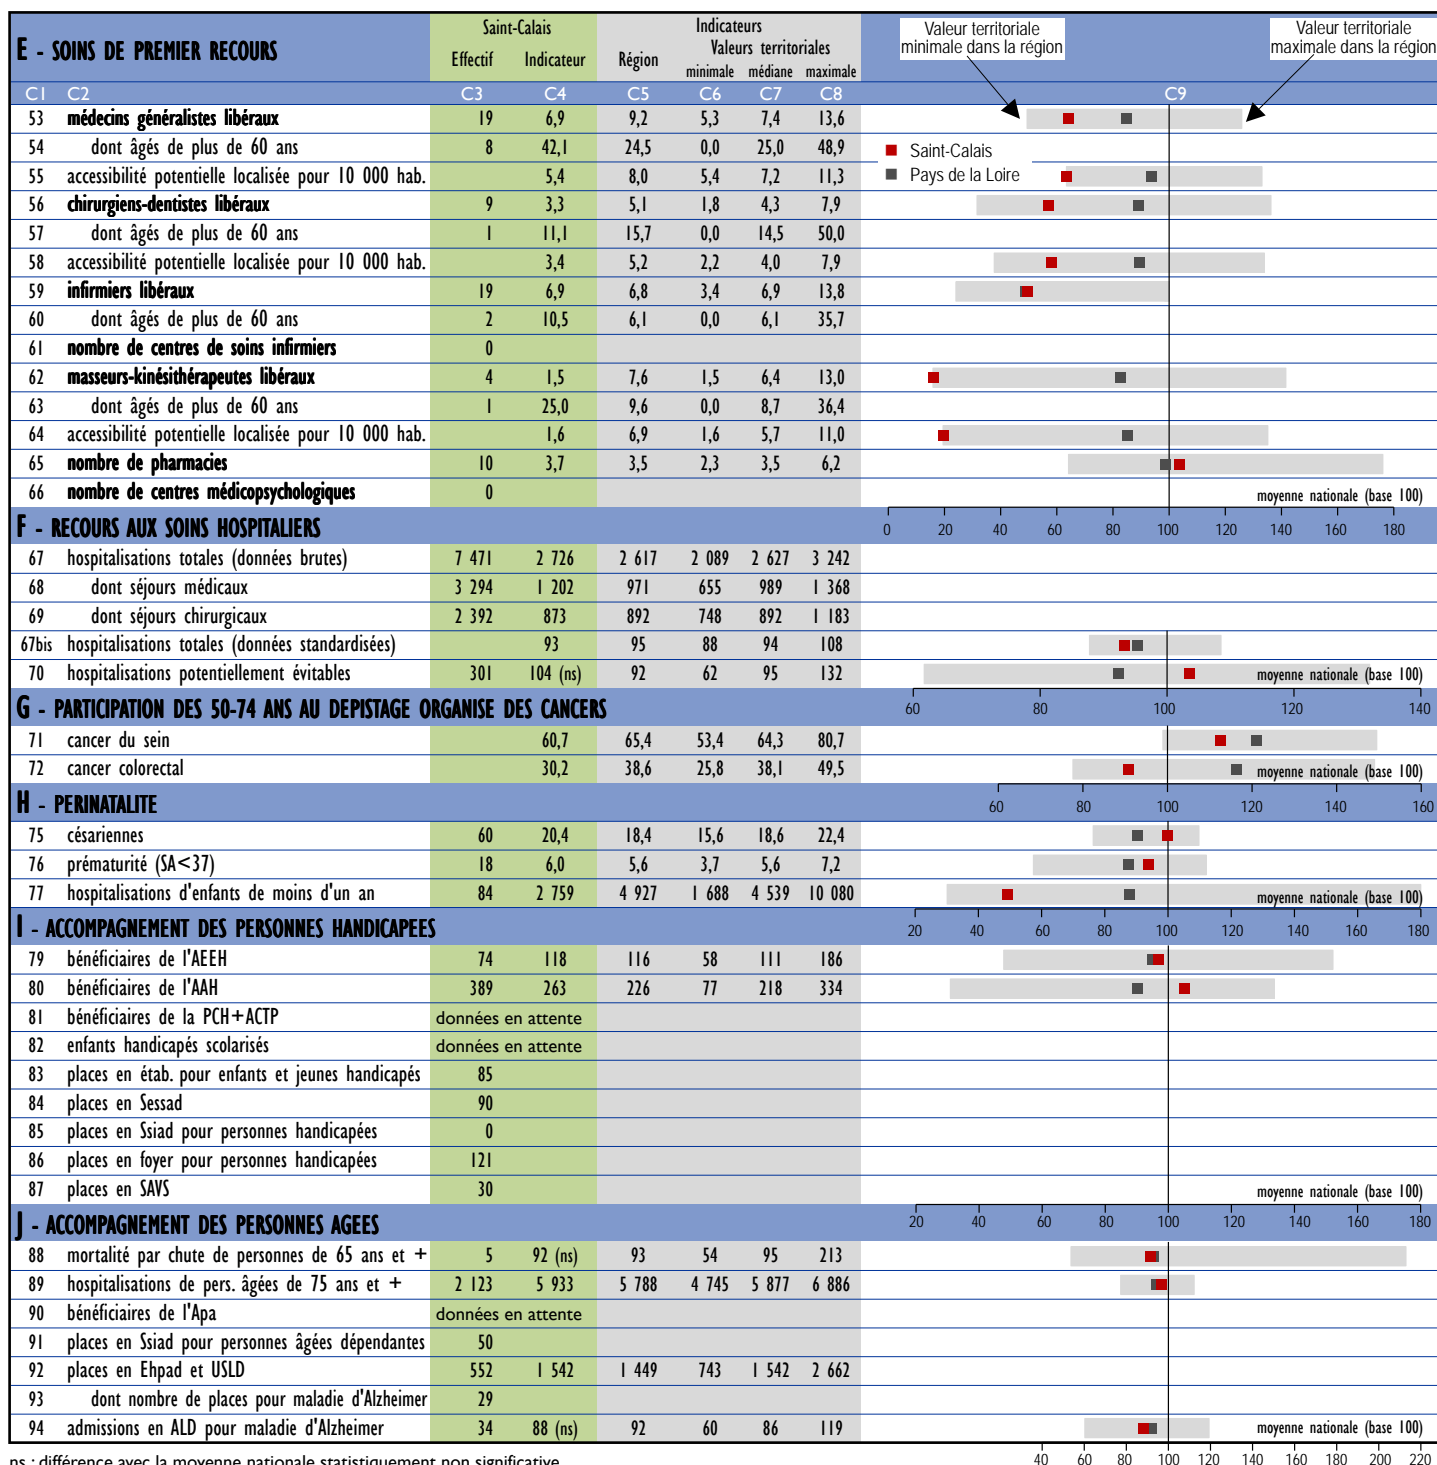 E - SOINS DE PREMIER RECOURS
Saint-Calais
Effectif Indicateur
Indicateurs
Région Valeurs territoriales
minimale médiane maximale
Valeur territoriale
minimale dans la région
Valeur territoriale
maximale dans la région
C1 C2 C3 C4 C5 C6 C7 C8 C9
53 médecins généralistes libéraux 19 6,9 9,2 5,3 7,4 13,6
54 dont âgés de plus de 60 ans 8 42,1 24,5 0,0 25,0 48,9
Saint-Calais
Pays de la Loire
55 accessibilité potentielle localisée pour 10 000 hab. 5,4 8,0 5,4 7,2 11,3
56 chirurgiens-dentistes libéraux 9 3,3 5,1 1,8 4,3 7,9
57 dont âgés de plus de 60 ans 1 11,1 15,7 0,0 14,5 50,0
58 accessibilité potentielle localisée pour 10 000 hab. 3,4 5,2 2,2 4,0 7,9
59 infirmiers libéraux 19 6,9 6,8 3,4 6,9 13,8
60 dont âgés de plus de 60 ans 2 10,5 6,1 0,0 6,1 35,7
61 nombre de centres de soins infirmiers 0
62 masseurs-kinésithérapeutes libéraux 4 1,5 7,6 1,5 6,4 13,0
63 dont âgés de plus de 60 ans 1 25,0 9,6 0,0 8,7 36,4
64 accessibilité potentielle localisée pour 10 000 hab. 1,6 6,9 1,6 5,7 11,0
65 nombre de pharmacies 10 3,7 3,5 2,3 3,5 6,2
66 nombre de centres médicopsychologiques 0 moyenne nationale (base 100)
F - RECOURS AUX SOINS HOSPITALIERS 0 20 40 60 80 100 120 140 160 180
67 hospitalisations totales (données brutes) 7 471 2 726 2 617 2 089 2 627 3 242
68 dont séjours médicaux 3 294 1 202 971 655 989 1 368
69 dont séjours chirurgicaux 2 392 873 892 748 892 1 183
67bis hospitalisations totales (données standardisées) 93 95 88 94 108
70 hospitalisations potentiellement évitables 301 104 (ns) 92 62 95 132 moyenne nationale (base 100)
G - PARTICIPATION DES 50-74 ANS AU DEPISTAGE ORGANISE DES CANCERS 60 80 100 120 140
71 cancer du sein 60,7 65,4 53,4 64,3 80,7
72 cancer colorectal 30,2 38,6 25,8 38,1 49,5 moyenne nationale (base 100)
H - PERINATALITE 60 80 100 120 140 160
75 césariennes 60 20,4 18,4 15,6 18,6 22,4
76 prématurité (SA<37) 18 6,0 5,6 3,7 5,6 7,2
77 hospitalisations d'enfants de moins d'un an 84 2 759 4 927 1 688 4 539 10 080 moyenne nationale (base 100)
I - ACCOMPAGNEMENT DES PERSONNES HANDICAPEES 20 40 60 80 100 120 140 160 180
79 bénéficiaires de l'AEEH 74 118 116 58 111 186
80 bénéficiaires de l'AAH 389 263 226 77 218 334
81 bénéficiaires de la PCH+ACTP données en attente
82 enfants handicapés scolarisés données en attente
83 places en étab. pour enfants et jeunes handicapés 85
84 places en Sessad 90
85 places en Ssiad pour personnes handicapées 0
86 places en foyer pour personnes handicapées 121
87 places en SAVS 30 moyenne nationale (base 100)
J - ACCOMPAGNEMENT DES PERSONNES AGEES 20 40 60 80 100 120 140 160 180
88 mortalité par chute de personnes de 65 ans et + 5 92 (ns) 93 54 95 213
89 hospitalisations de pers. âgées de 75 ans et + 2 123 5 933 5 788 4 745 5 877 6 886
90 bénéficiaires de l'Apa données en attente
91 places en Ssiad pour personnes âgées dépendantes 50
92 places en Ehpad et USLD 552 1 542 1 449 743 1 542 2 662
93 dont nombre de places pour maladie d'Alzheimer 29
94 admissions en ALD pour maladie d'Alzheimer 34 88 (ns) 92 60 86 119 moyenne nationale (base 100)
40 60 80 100 120 140 160 180 200 220
ns : différence avec la moyenne nationale statistiquement non significative